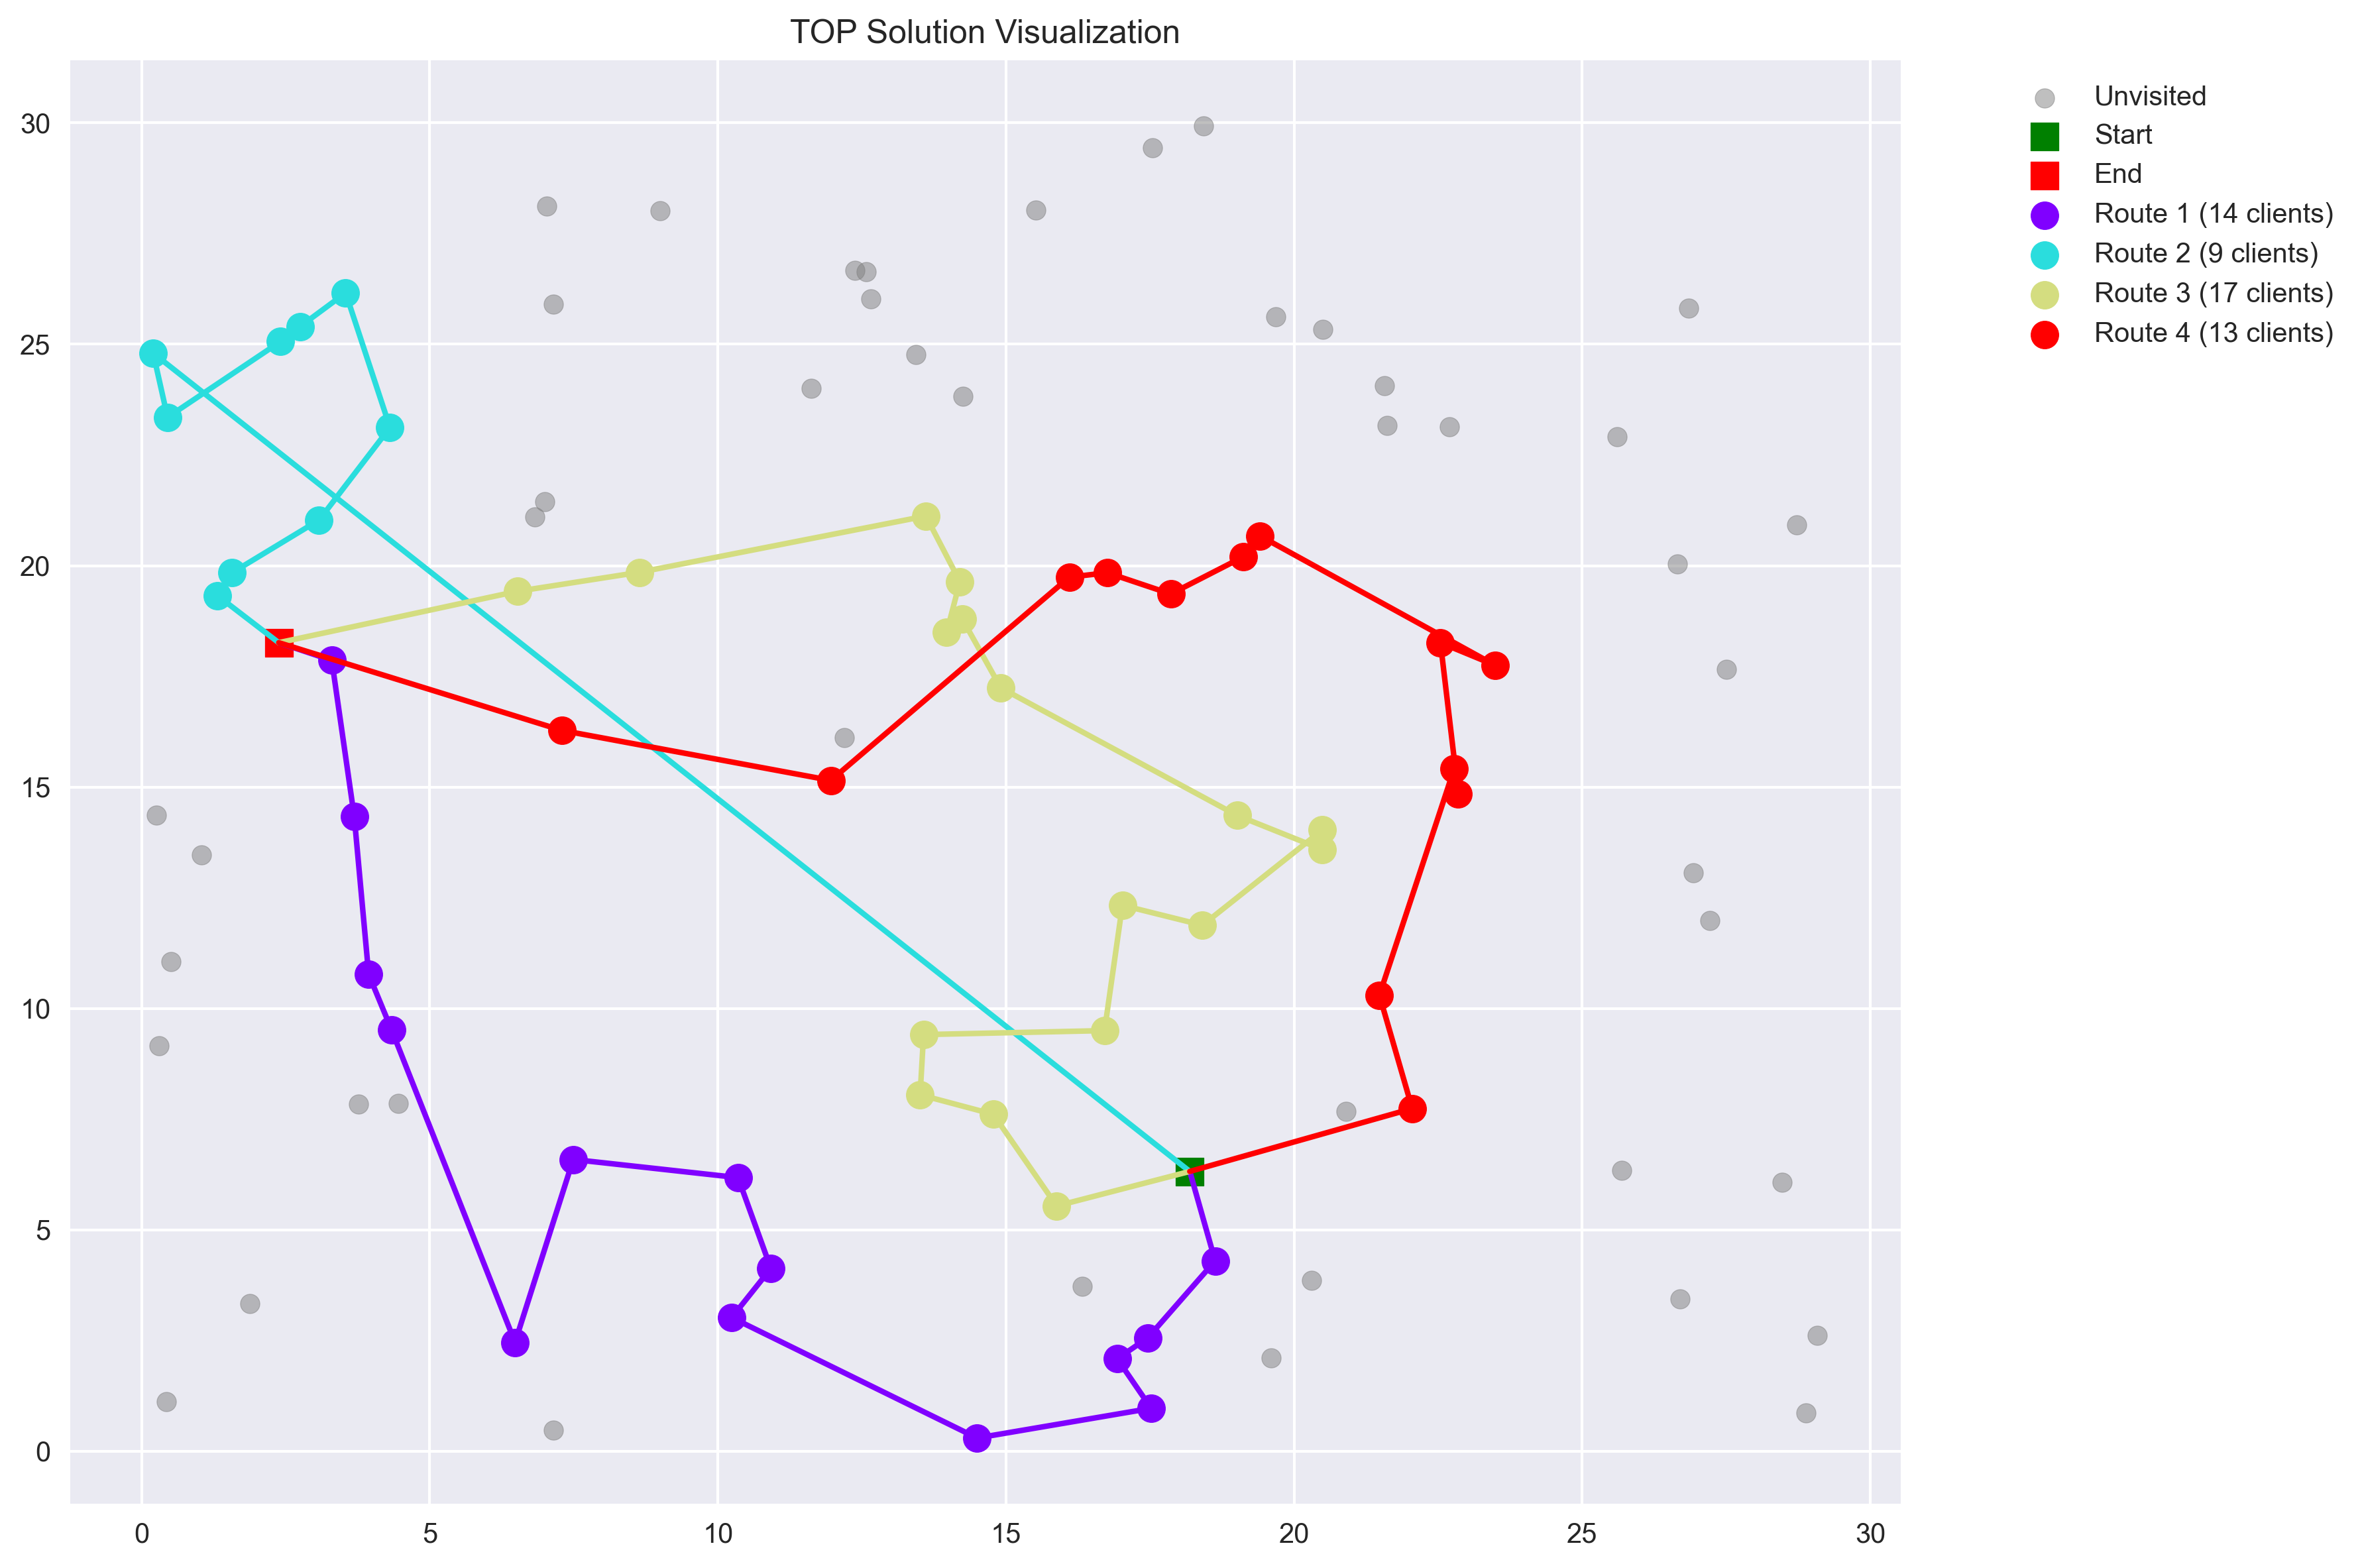 TOP Solution Visualization
30
25
20
15
10
5
0
0 5 10 15 20 25 30
Unvisited
Start
End
Route 1 (14 clients)
Route 2 (9 clients)
Route 3 (17 clients)
Route 4 (13 clients)